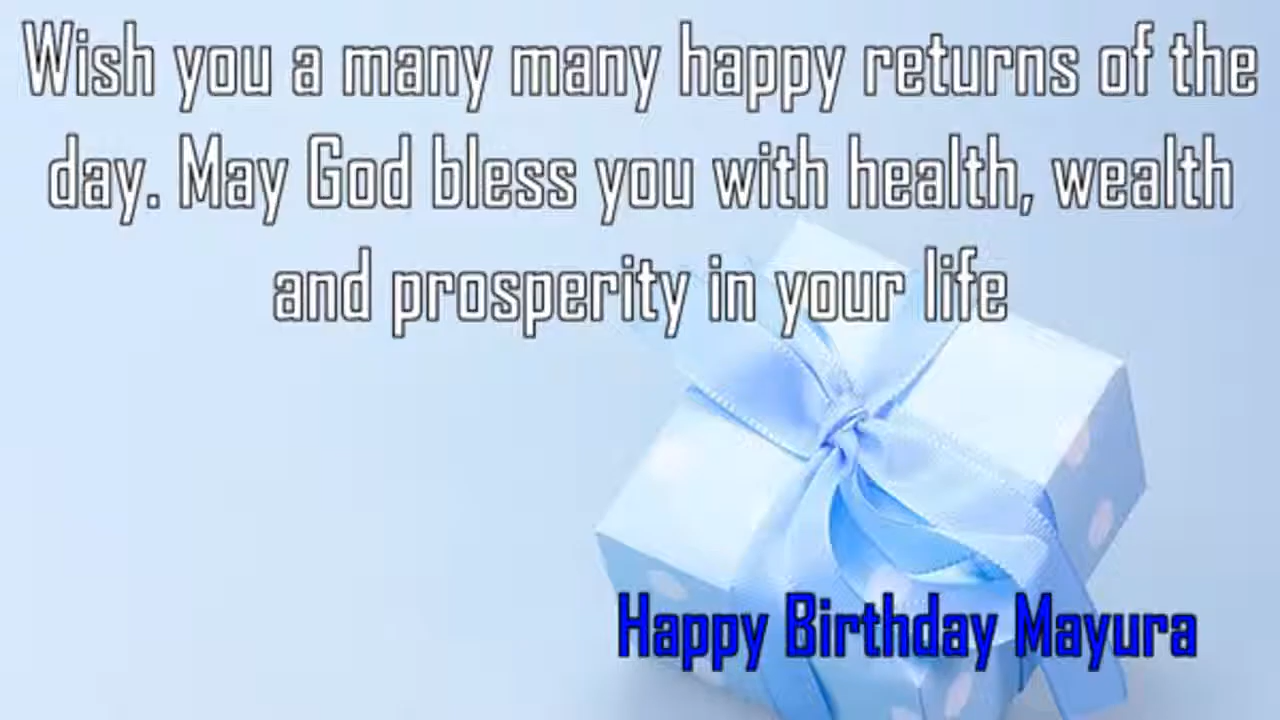 Wish you a many many happy returns of the
day. May God bless you with health, wealth
and prosperity in your life
Happy Birthday Mayura